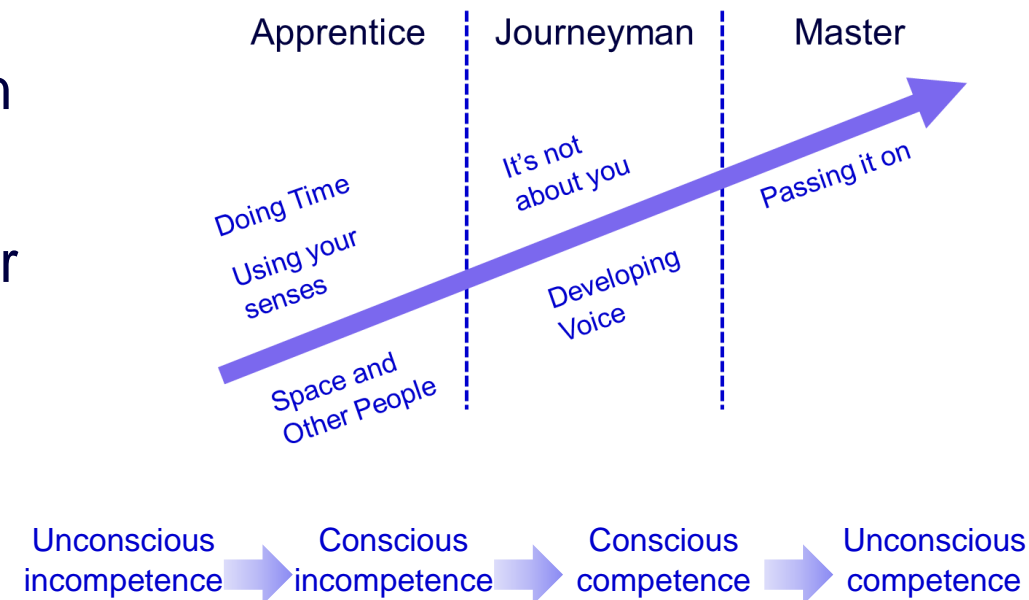 Apprentice
Journeyman
Master
Doing Time
Using your
senses
Space and
Other People
It's not
about you
Developing
Voice
Passing it on
Unconscious
incompetence
Conscious
incompetence
Conscious
competence
Unconscious
competence